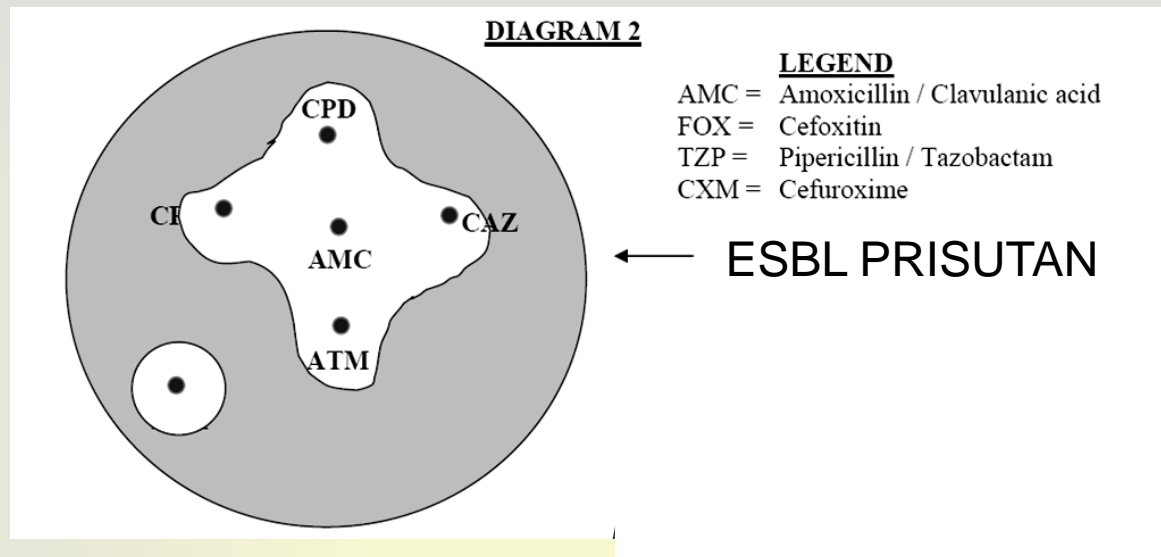 DIAGRAM 2
LEGEND
AMC = Amoxicillin / Clavulanic acid
FOX = Cefoxitin
TZP = Pipericillin / Tazobactam
CXM = Cefuroxime
ESBL PRISUTAN
CPD
CAZ
AMC
ATM